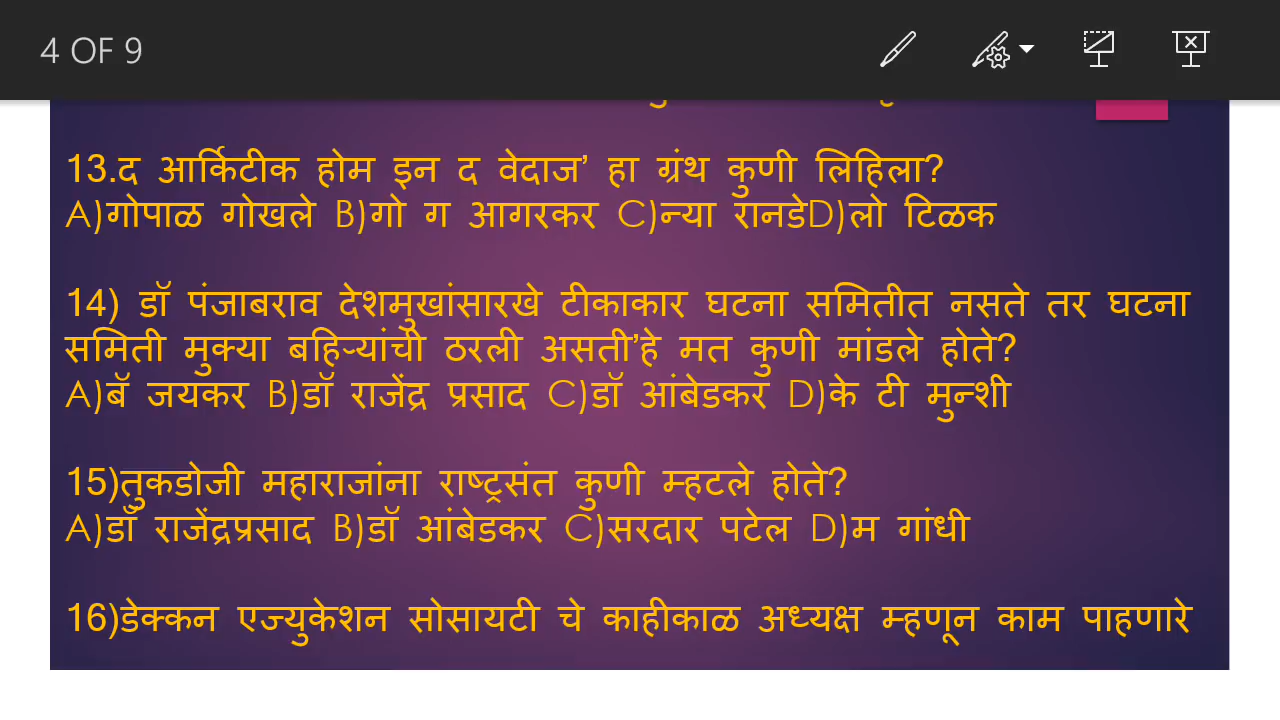 4 OF 9
13.द आर्किटीक होम इन द वेदाज’ हा ग्रंथ कुणी लिहिला?
A)गोपाळ गोखले B)गो ग आगरकर C)न्या रानडेD)लो टिळक
14) डॉ पंजाबराव देशमुखांसारखे टीकाकार घटना समितीत नसते तर घटना
समिती मुक्या बहिऱ्यांची ठरली असती’हे मत कुणी मांडले होते?
A)बॅ जयकर B)डॉ राजेंद्र प्रसाद C)डॉ आंबेडकर D)के टी मुन्शी
15)तुकडोजी महाराजांना राष्ट्रसंत कुणी म्हटले होते?
A)डॉ राजेंद्रप्रसाद B)डॉ आंबेडकर C)सरदार पटेल D)म गांधी
16)डेक्कन एज्युकेशन सोसायटी चे काहीकाळ अध्यक्ष म्हणून काम पाहणारे